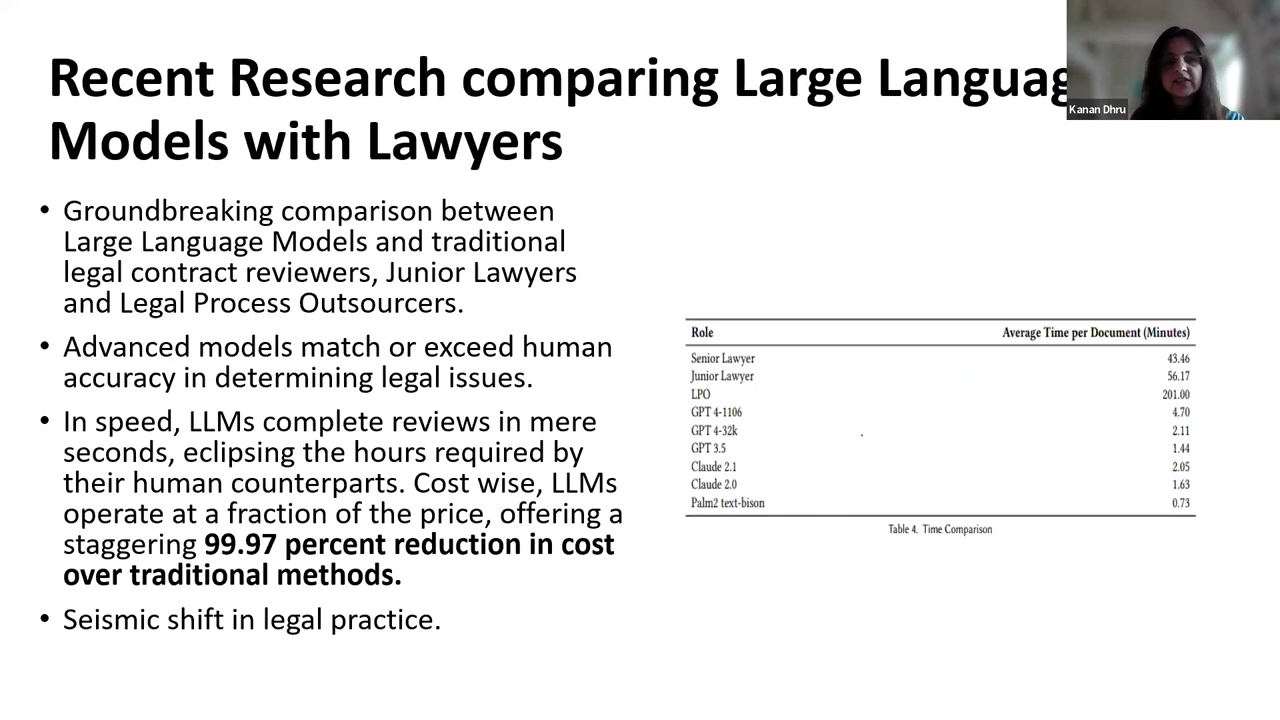 Recent Research comparing Large Languag
Models with Lawyers
Kanan Dhru
• Groundbreaking comparison between
Large Language Models and traditional
legal contract reviewers, Junior Lawyers
and Legal Process Outsourcers.
• Advanced models match or exceed human
accuracy in determining legal issues.
• In speed, LLMs complete reviews in mere
seconds, eclipsing the hours required by
their human counterparts. Cost wise, LLMs
operate at a fraction of the price, offering a
staggering 99.97 percent reduction in cost
over traditional methods.
• Seismic shift in legal practice.
Role Average Time per Document (Minutes)
Senior Lawyer 43.46
Junior Lawyer 56.17
LPO 201.00
GPT 4-1106 4.70
GPT 4-32k 2.11
GPT 3.5 1.44
Claude 2.1 2.05
Claude 2.0 1.63
Palm2 text-bison 0.73
Table 4. Time Comparison